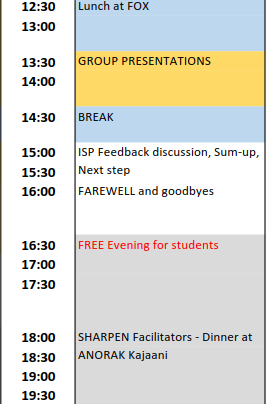 12:30 Lunch at FOX
13:00
13:30 GROUP PRESENTATIONS
14:00
14:30 BREAK
15:00 ISP Feedback discussion, Sum-up,
15:30 Next step
16:00 FAREWELL and goodbyes
16:30 FREE Evening for students
17:00
17:30
18:00 SHARPEN Facilitators - Dinner at
18:30 ANORAK Kajaani
19:00
19:30